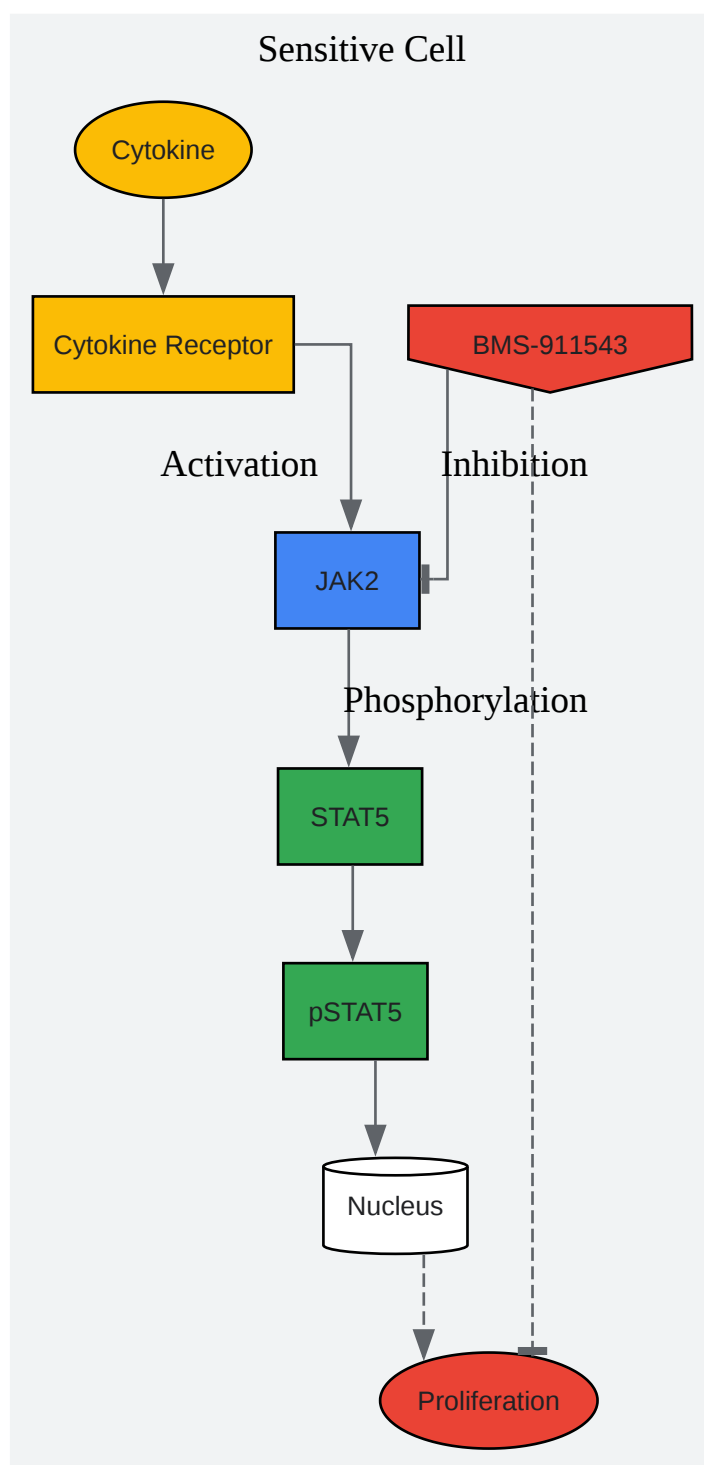 Sensitive Cell
Cytokine
Cytokine Receptor
BMS-911543
Activation
Inhibition
JAK2
Phosphorylation
STAT5
pSTAT5
Nucleus
Proliferation